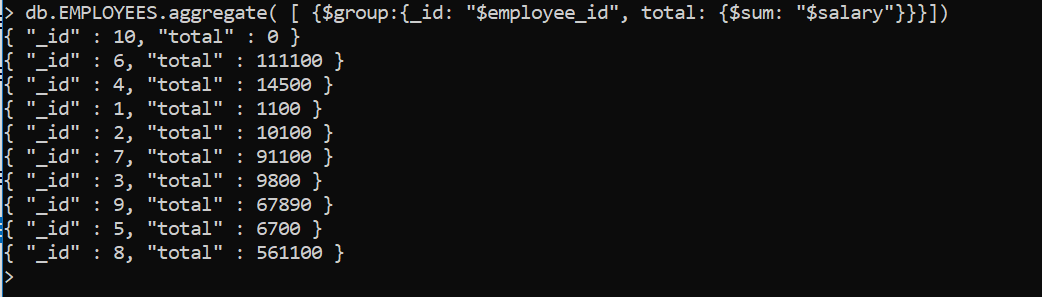 > db.EMPLOYEES.aggregate( [ {$group:{_id: "$employee_id", total: {$sum: "$salary"}}}])
{ "_id" : 10, "total" : 0 }
{ "_id" : 6, "total" : 111100 }
{ "_id" : 4, "total" : 14500 }
{ "_id" : 1, "total" : 1100 }
{ "_id" : 2, "total" : 10100 }
{ "_id" : 7, "total" : 91100 }
{ "_id" : 3, "total" : 9800 }
{ "_id" : 9, "total" : 67890 }
{ "_id" : 5, "total" : 6700 }
{ "_id" : 8, "total" : 561100 }
>